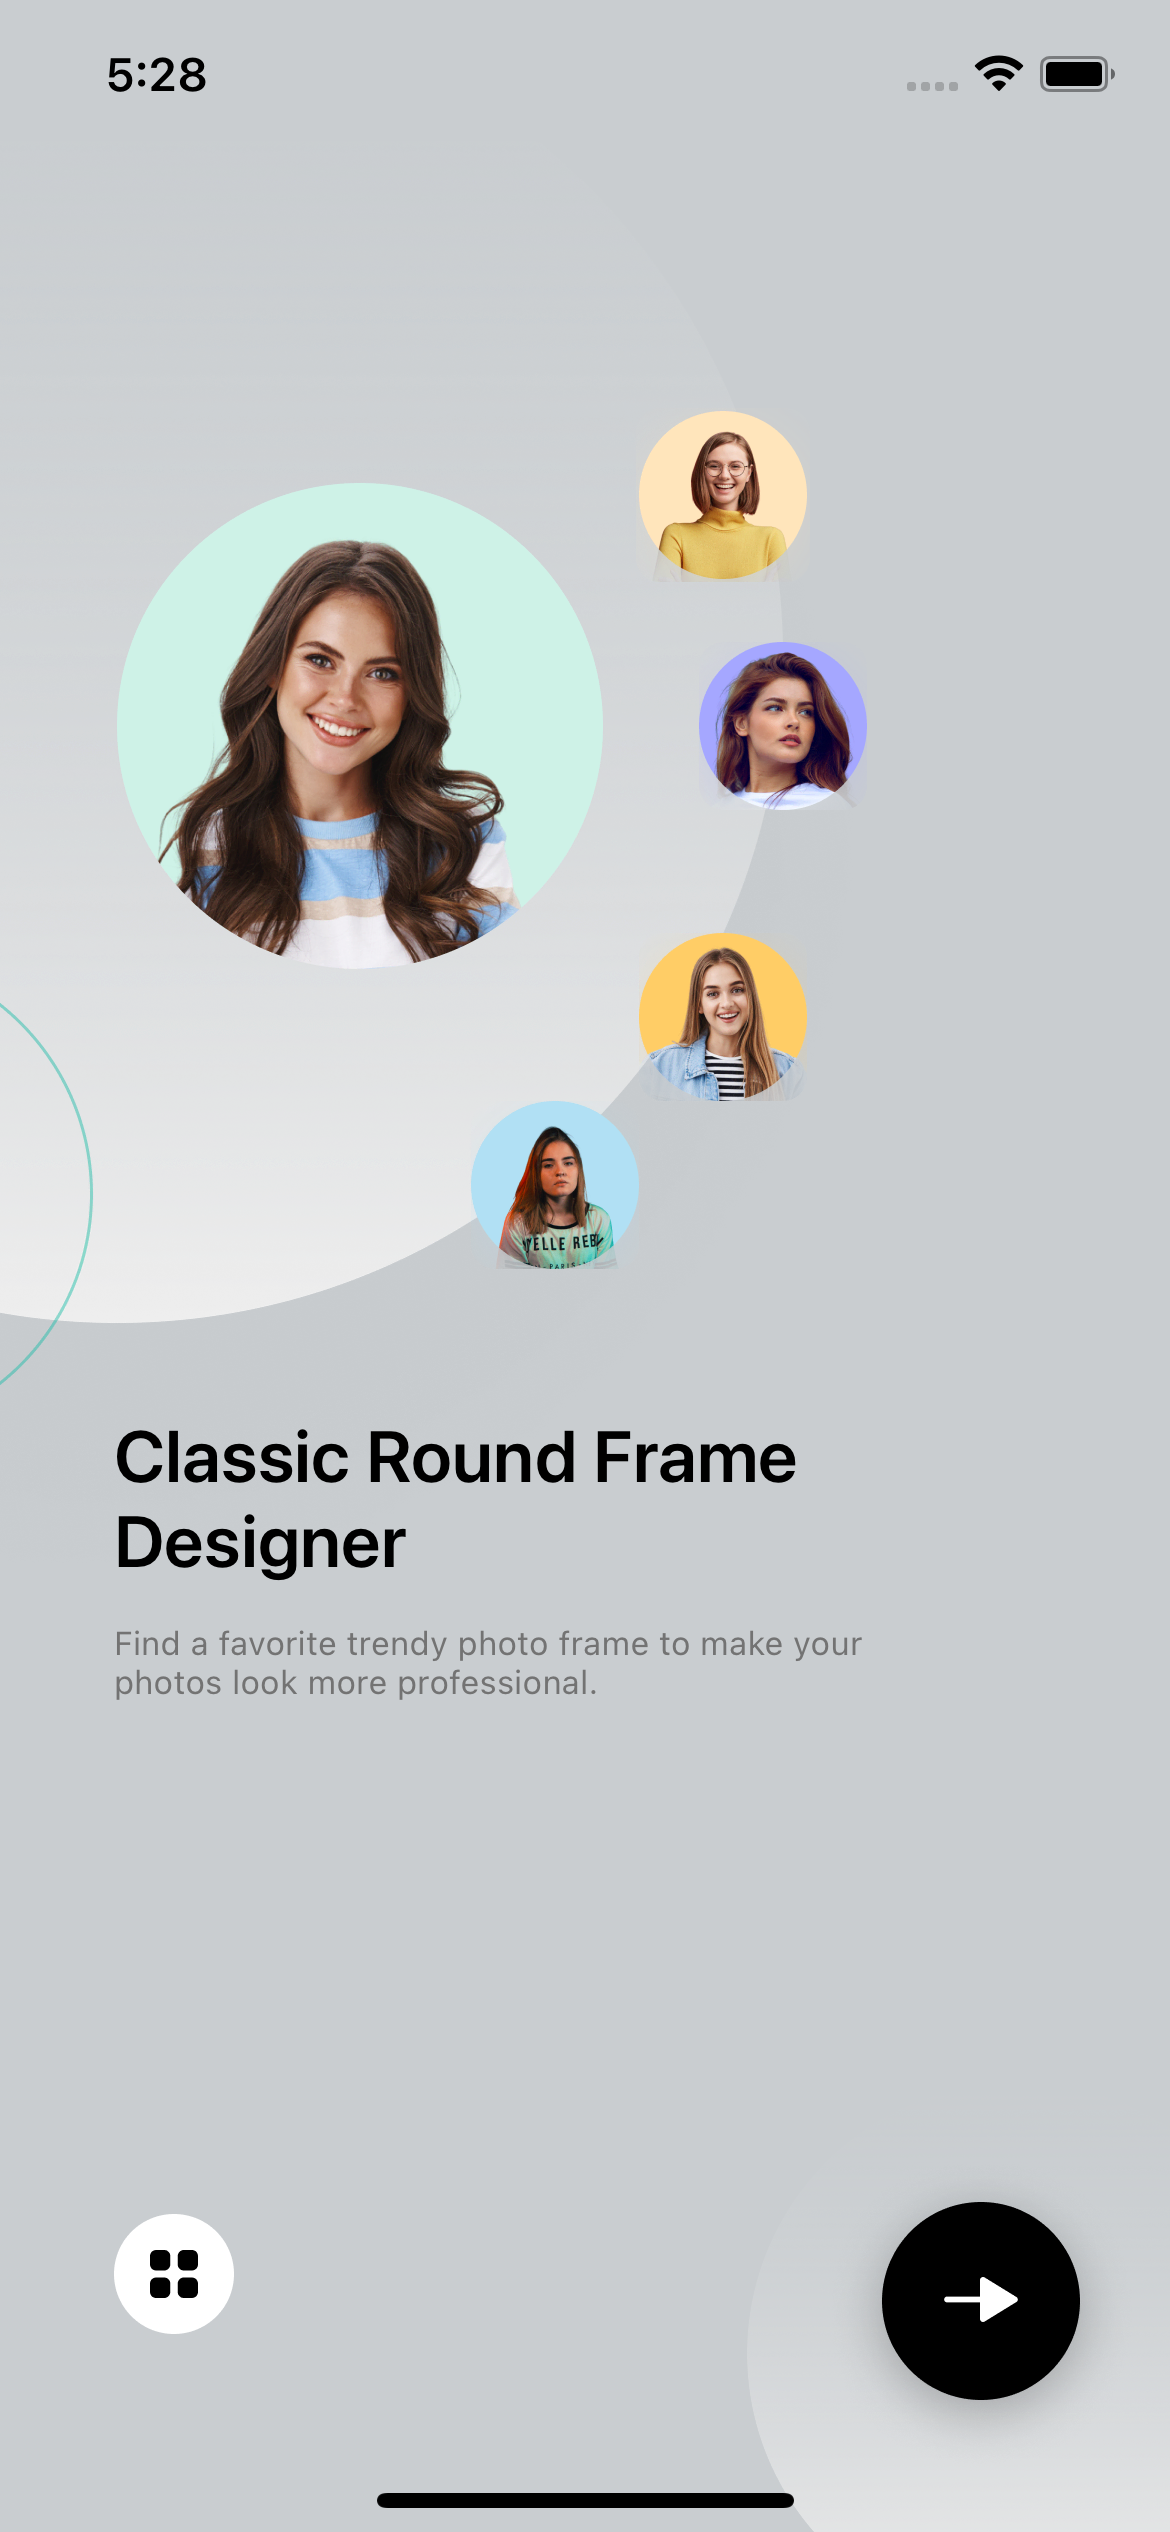 5:28
Classic Round Frame
Designer
Find a favorite trendy photo frame to make your
photos look more professional.